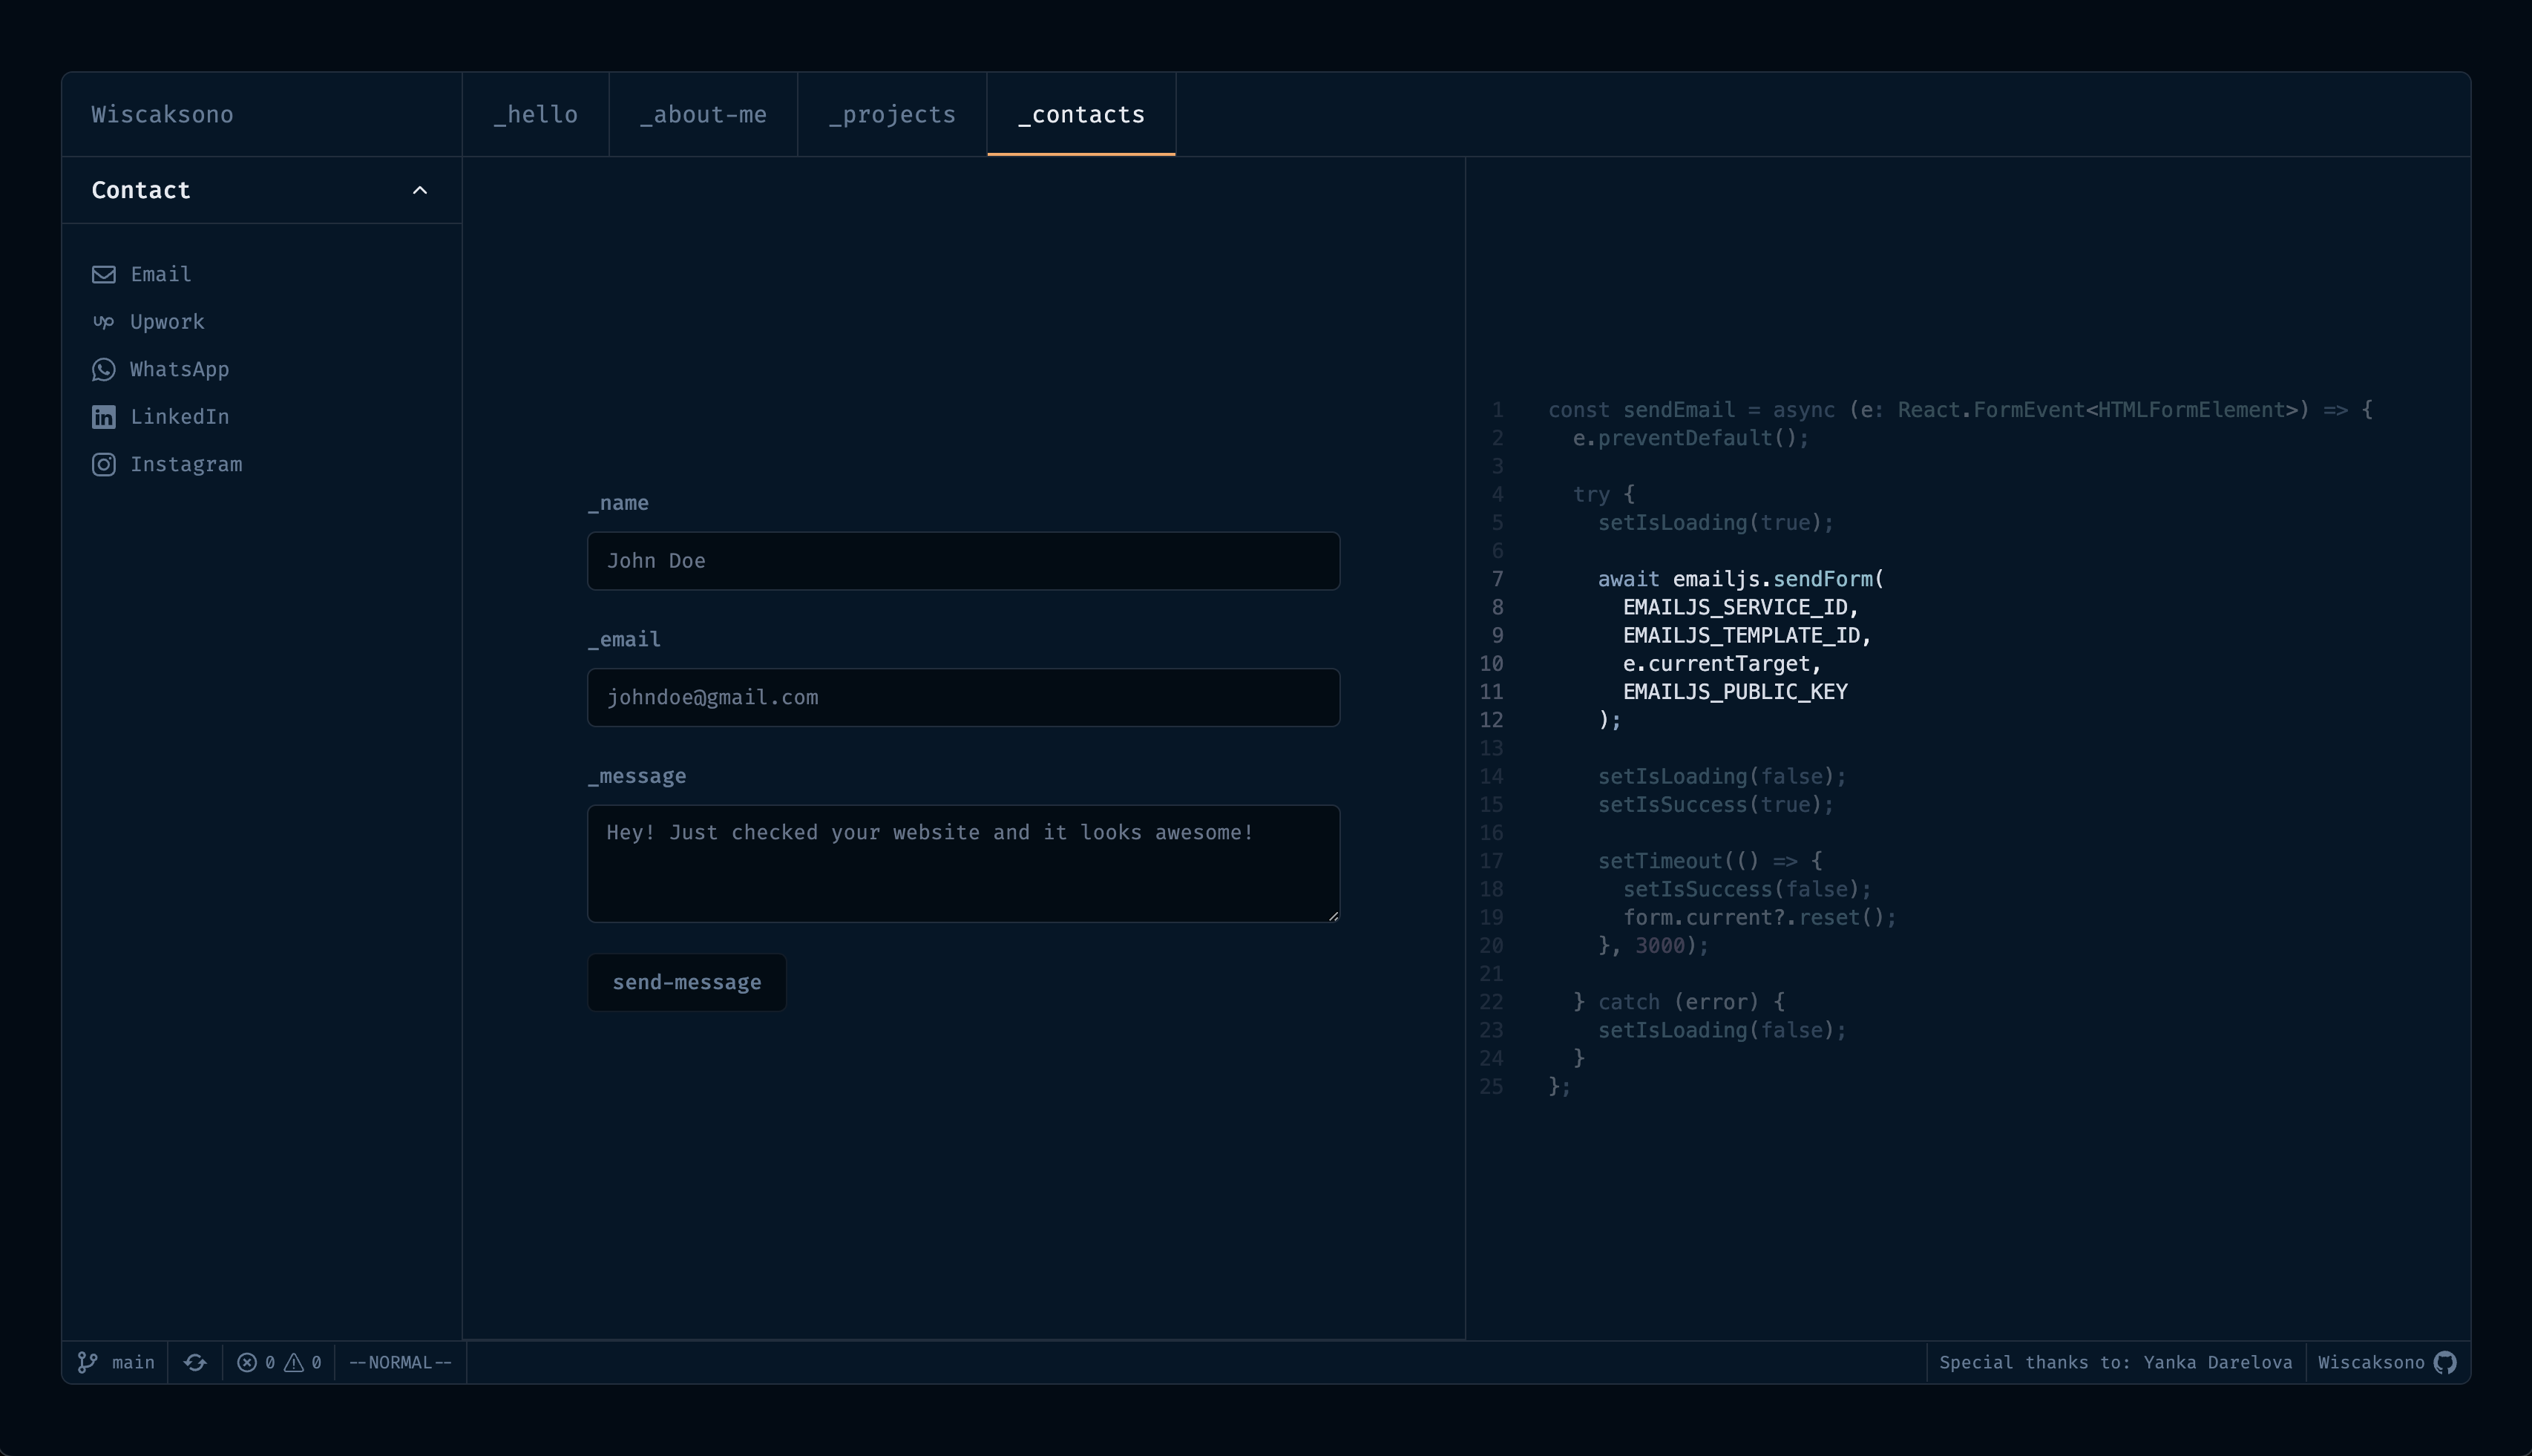 Wiscaksono
_hello
_about-me
_projects
_contacts
Contact
Email
up Upwork
WhatsApp
in LinkedIn
Instagram
_name
John Doe
_email
johndoe@gmail.com
_message
Hey! Just checked your website and it looks awesome!
send-message
1 const sendEmail = async (e: React.FormEvent<HTMLFormElement>) => {
2   e.preventDefault();
3
4   try {
5     setIsLoading(true);
6
7     await emailjs.sendForm(
8       EMAILJS_SERVICE_ID,
9       EMAILJS_TEMPLATE_ID,
10       e.currentTarget,
11       EMAILJS_PUBLIC_KEY
12     );
13
14     setIsLoading(false);
15     setIsSuccess(true);
16
17     setTimeout(() => {
18       setIsSuccess(false);
19       form.current?.reset();
20     }, 3000);
21
22   } catch (error) {
23     setIsLoading(false);
24   }
25 };
main
0
0
--NORMAL--
Special thanks to: Yanka Darelova
Wiscaksono